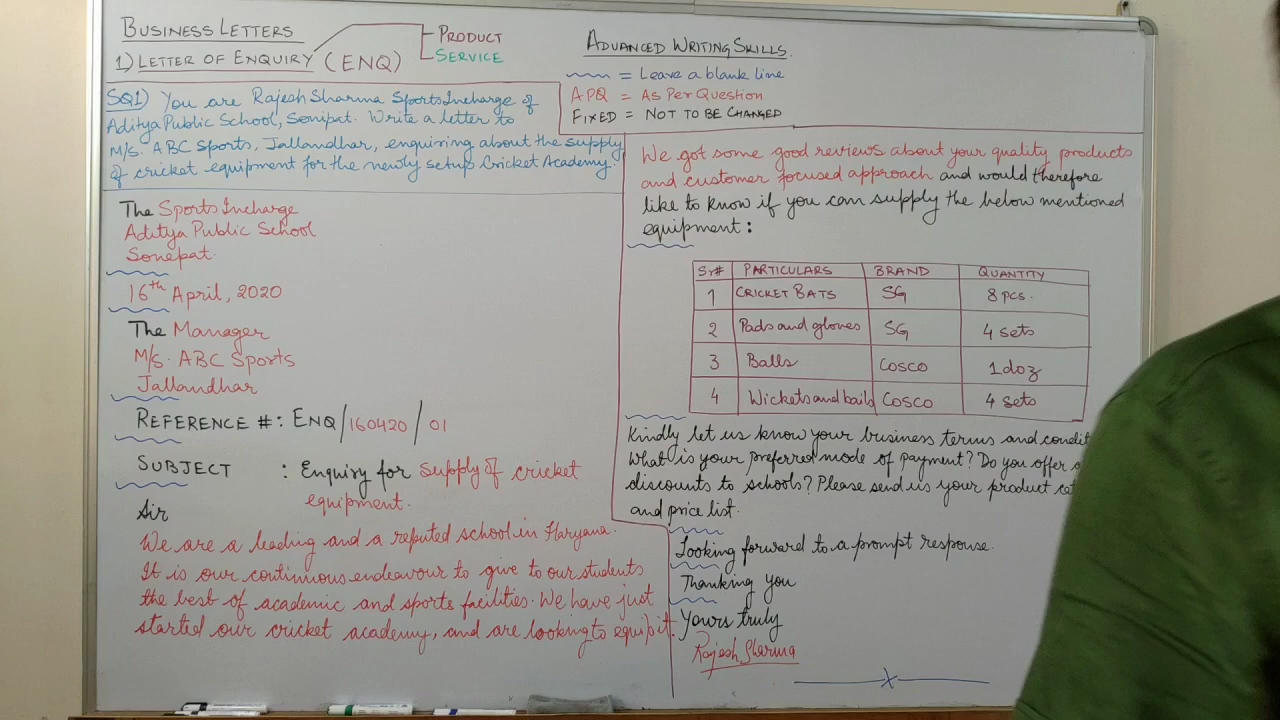 BUSINESS LETTERS
1) LETTER OF ENQUIRY (ENQ)
PRODUCT
SERVICE
ADVANCED WRITING SKILLS.
= Leave a blank line
APQ = As Per Question
FIXED = NOT TO BE CHANGED
SQ1) You are Rajesh Sharma Sports Incharge of
Aditya Public School, Sonipat. Write a letter to
M/s. ABC Sports, Jallandhar, enquiring about the supply
of cricket equipment for the newly setup Cricket Academy.
The Sports Incharge
Aditya Public School
Sonepat.
16th April, 2020
The Manager
M/s. ABC Sports
Jallandhar
REFERENCE #: ENQ/160420/01
SUBJECT : Enquiry for supply of cricket
equipment.
Sir
We are a leading and a reputed school in Haryana.
It is our continuous endeavour to give to our students
the best of academic and sports facilities. We have just
started our cricket academy, and are looking to equip it.
We got some good reviews about your quality products
and customer focused approach and would therefore
like to know if you can supply the below mentioned
equipment:
Sr# PARTICULARS BRAND QUANTITY
1 CRICKET BATS SG 8 pcs.
2 Pads and gloves SG 4 sets
3 Balls COSCO 1 doz
4 Wickets and bails COSCO 4 sets
Kindly let us know your business terms and
What is your preferred mode of payment? Do you offer
discounts to schools? Please send us your product
and price list.
Looking forward to a prompt response.
Thanking you
Yours truly
Rajesh Sharma